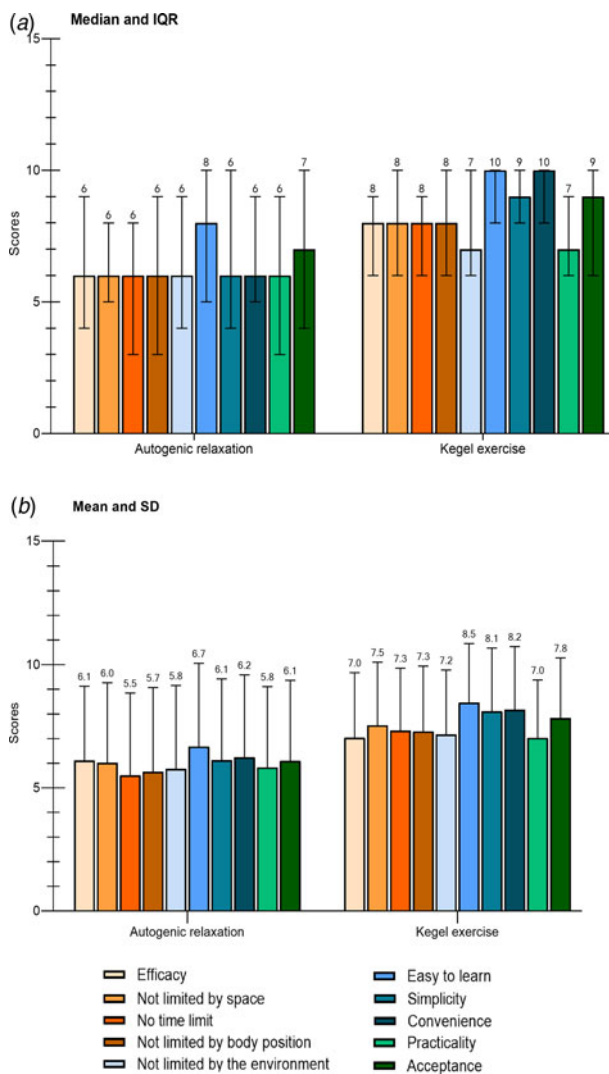 (a) Median and IQR
15
10
5
0
Scores
6 6 6 6 6 8 6 6 6 7
8 8 8 8 7 10 9 10 7 9
Autogenic relaxation Kegel exercise
(b) Mean and SD
15
10
5
0
Scores
6.1 6.0 5.5 5.7 5.8 6.7 6.1 6.2 5.8 6.1
7.0 7.5 7.3 7.3 7.2 8.5 8.1 8.2 7.0 7.8
Autogenic relaxation Kegel exercise
Efficacy
Not limited by space
No time limit
Not limited by body position
Not limited by the environment
Easy to learn
Simplicity
Convenience
Practicality
Acceptance